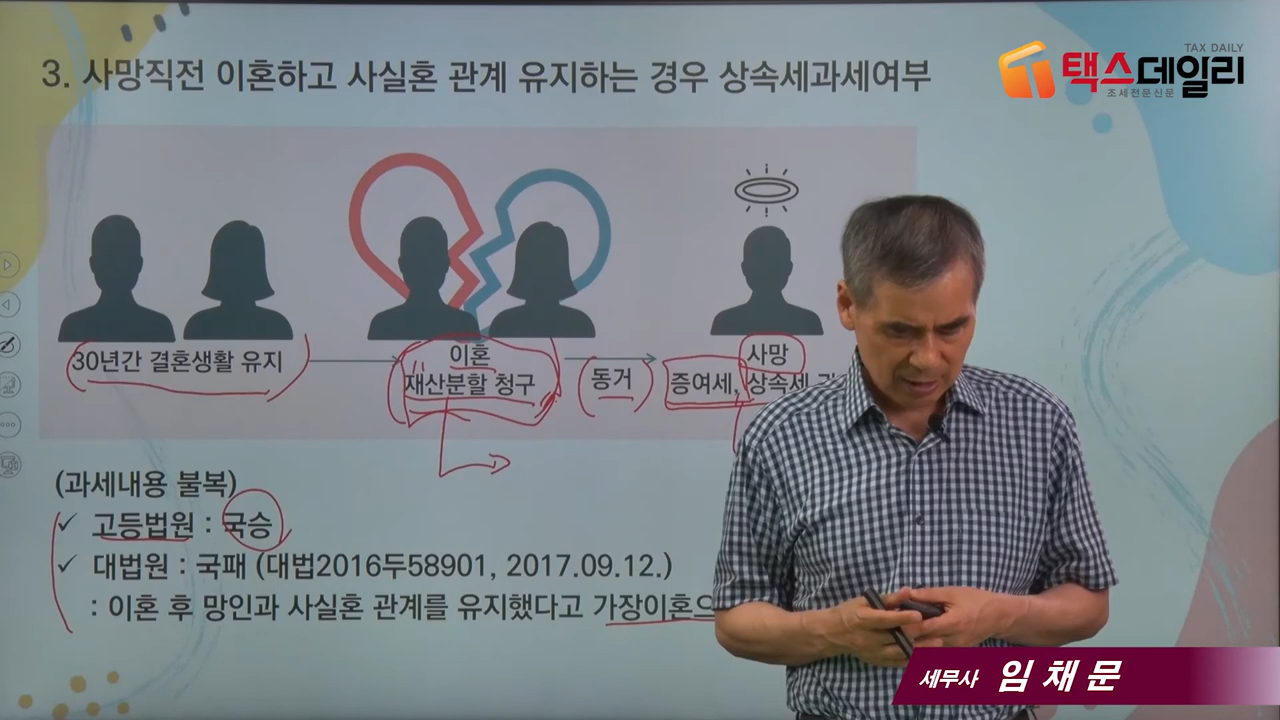 3. 사망직전 이혼하고 사실혼 관계 유지하는 경우 상속세과세여부
TAX DAILY
택스데일리
조세전문신문
30년간 결혼생활 유지
이혼
재산분할 청구
동거
사망
증여세, 상속세
(과세내용 불복)
✓ 고등법원 : 국승
✓ 대법원 : 국패 (대법2016두58901, 2017.09.12.)
: 이혼 후 망인과 사실혼 관계를 유지했다고 가장이혼으
세무사 임채문